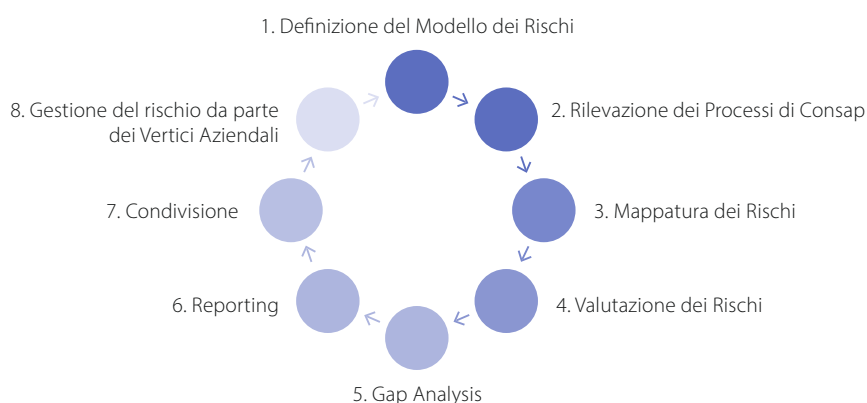 1. Definizione del Modello dei Rischi
2. Rilevazione dei Processi di Consap
3. Mappatura dei Rischi
4. Valutazione dei Rischi
5. Gap Analysis
6. Reporting
7. Condivisione
8. Gestione del rischio da parte
dei Vertici Aziendali